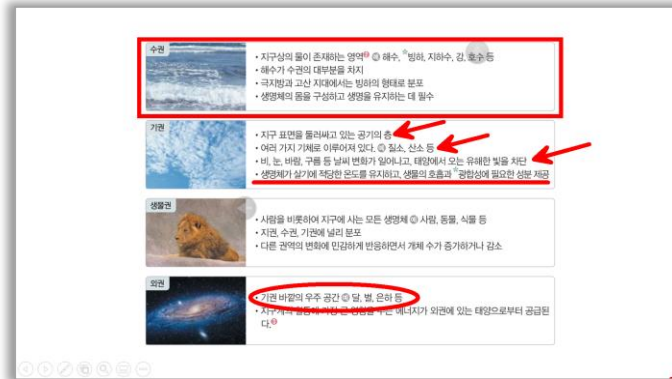 수권
• 지구상의 물이 존재하는 영역 예 해수, *빙하, 지하수, 강, 호수 등
• 해수가 수권의 대부분을 차지
• 극지방과 고산 지대에서는 빙하의 형태로 분포
• 생명체의 몸을 구성하고 생명을 유지하는 데 필수
기권
• 지구 표면을 둘러싸고 있는 공기의 층
• 여러 가지 기체로 이루어져 있다. 예 질소, 산소 등
• 비, 눈, 바람, 구름 등 날씨 변화가 일어나고, 태양에서 오는 유해한 빛을 차단
• 생명체가 살기에 적당한 온도를 유지하고, 생물의 호흡과 *광합성에 필요한 성분 제공
생물권
• 사람을 비롯하여 지구에 사는 모든 생명체 예 사람, 동물, 식물 등
• 지권, 수권, 기권에 널리 분포
• 다른 권역의 변화에 민감하게 반응하면서 개체 수가 증가하거나 감소
외권
• 기권 바깥의 우주 공간 예 달, 별, 은하 등
• 에너지가 외권에 있는 태양으로부터 공급된
다.